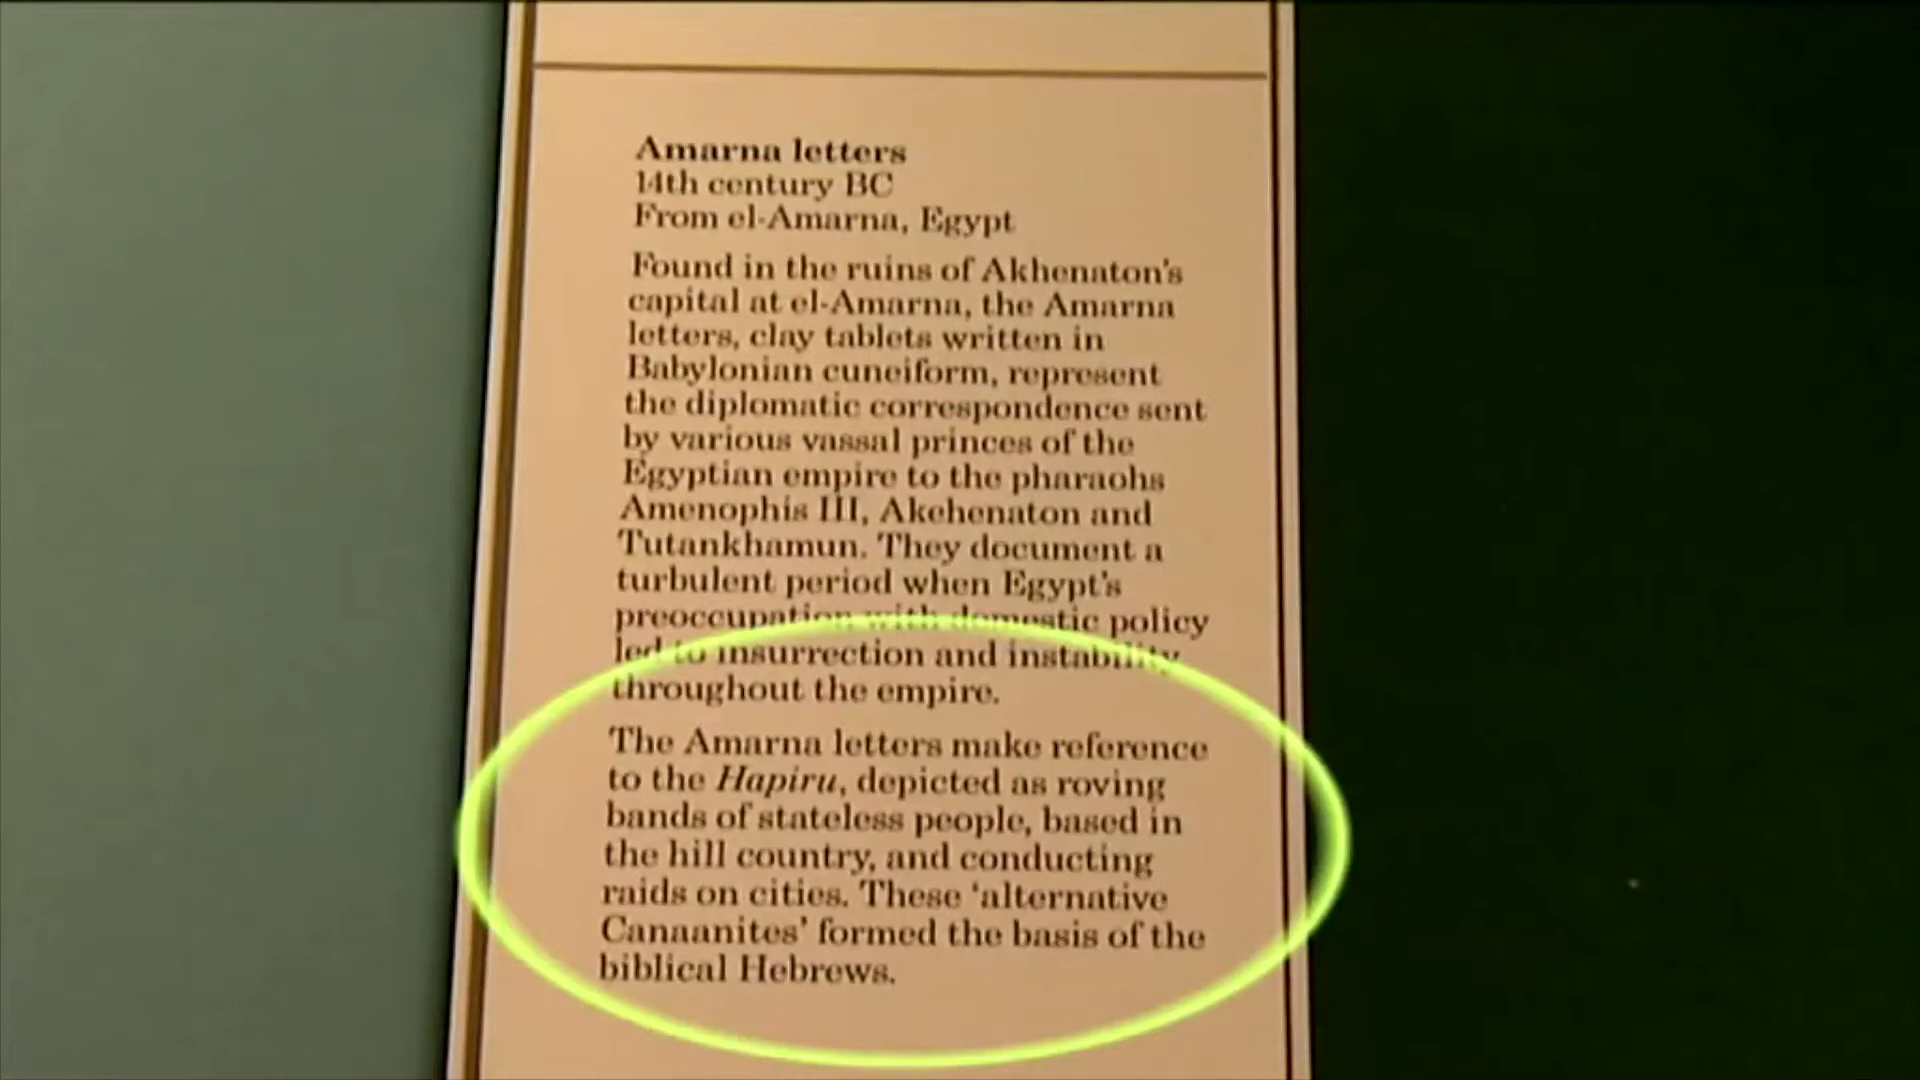 Amarna letters
14th century BC
From el-Amarna, Egypt
Found in the ruins of Akhenaton's
capital at el-Amarna, the Amarna
letters, clay tablets written in
Babylonian cuneiform, represent
the diplomatic correspondence sent
by various vassal princes of the
Egyptian empire to the pharaohs
Amenophis III, Akehenaton and
Tutankhamun. They document a
turbulent period when Egypt's
preoccupation with domestic policy
led to insurrection and instability
throughout the empire.
The Amarna letters make reference
to the Hapiru, depicted as roving
bands of stateless people, based in
the hill country, and conducting
raids on cities. These 'alternative
Canaanites' formed the basis of the
biblical Hebrews.